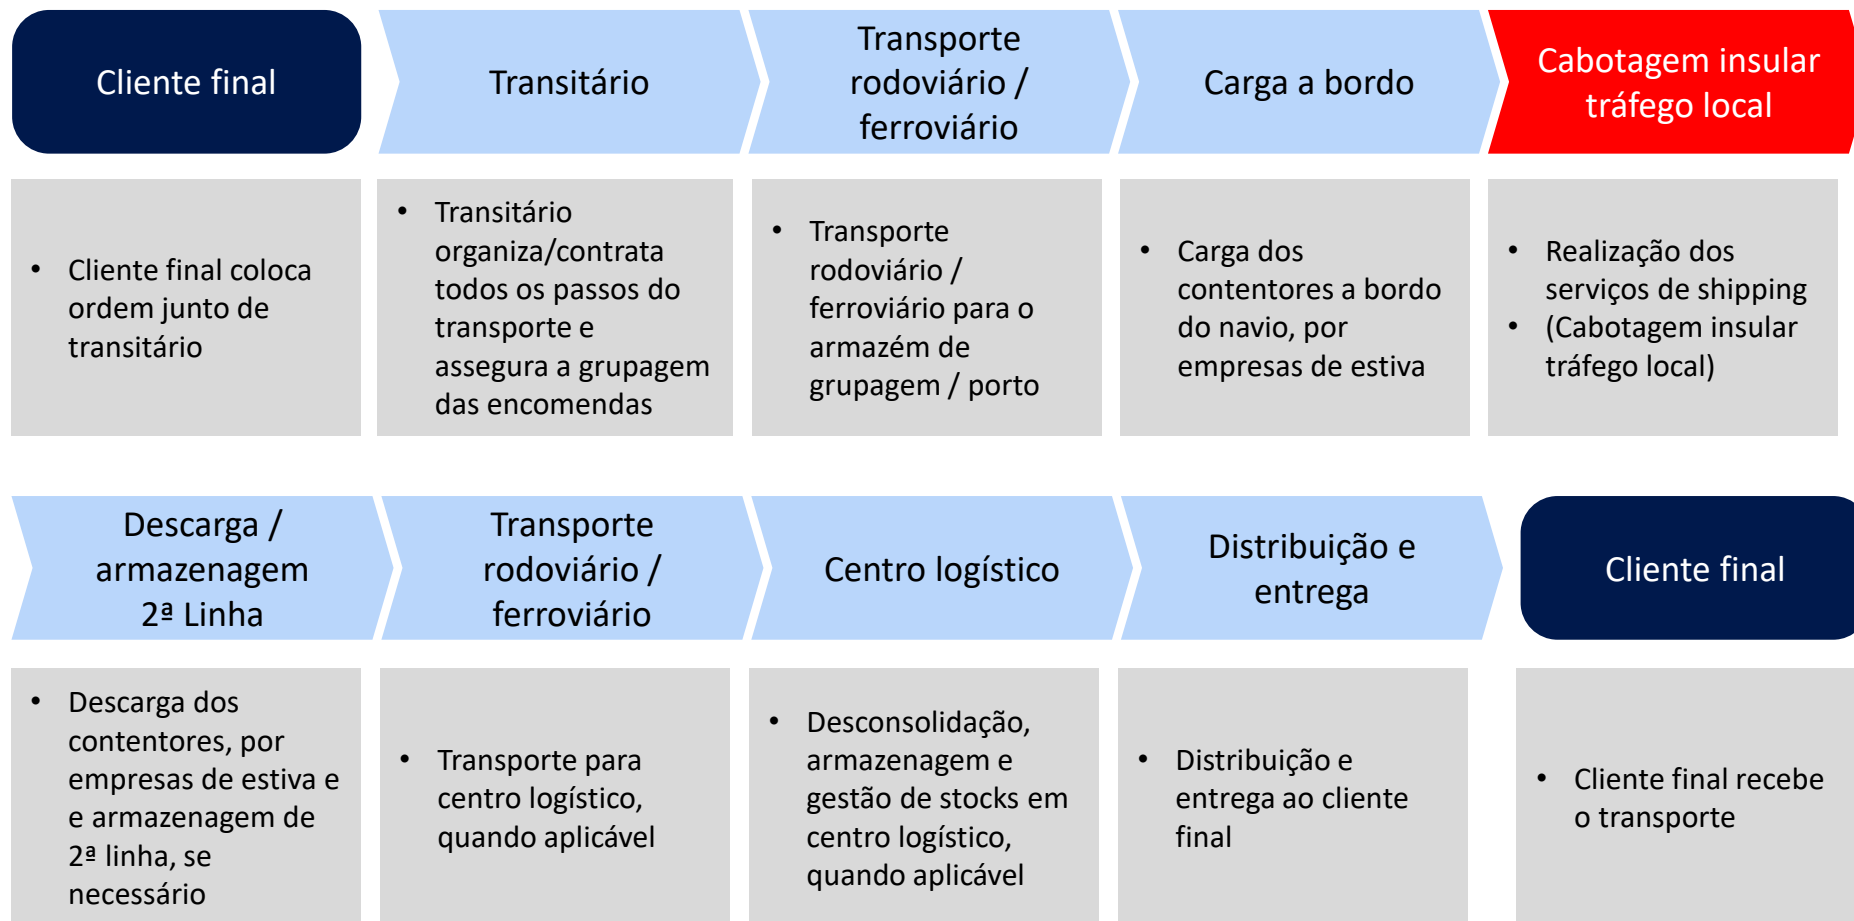 Cliente final
Transitário
Transporte
rodoviário /
ferroviário
Carga a bordo
Cabotagem insular
tráfego local
• Cliente final coloca
ordem junto de
transitário
• Transitário
organiza/contrata
todos os passos do
transporte e
assegura a grupagem
das encomendas
• Transporte
rodoviário /
ferroviário para o
armazém de
grupagem / porto
• Carga dos
contentores a bordo
do navio, por
empresas de estiva
• Realização dos
serviços de shipping
• (Cabotagem insular
tráfego local)
Descarga /
armazenagem
2ª Linha
Transporte
rodoviário /
ferroviário
Centro logístico
Distribuição e
entrega
Cliente final
• Descarga dos
contentores, por
empresas de estiva e
e armazenagem de
2ª linha, se
necessário
• Transporte para
centro logístico,
quando aplicável
• Desconsolidação,
armazenagem e
gestão de stocks em
centro logístico,
quando aplicável
• Distribuição e
entrega ao cliente
final
• Cliente final recebe
o transporte